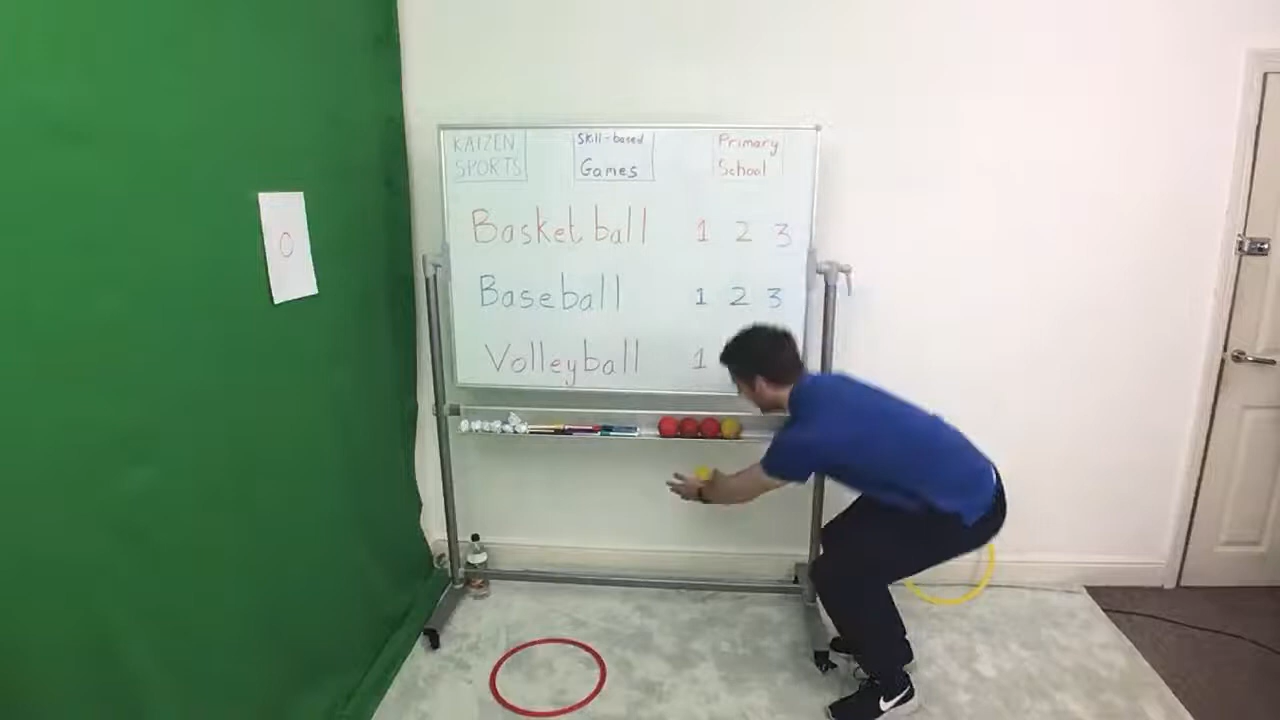 KAIZEN
SPORTS
Skill-based
Games
Primary
School
Basketball 1 2 3
Baseball 1 2 3
Volleyball 1
0